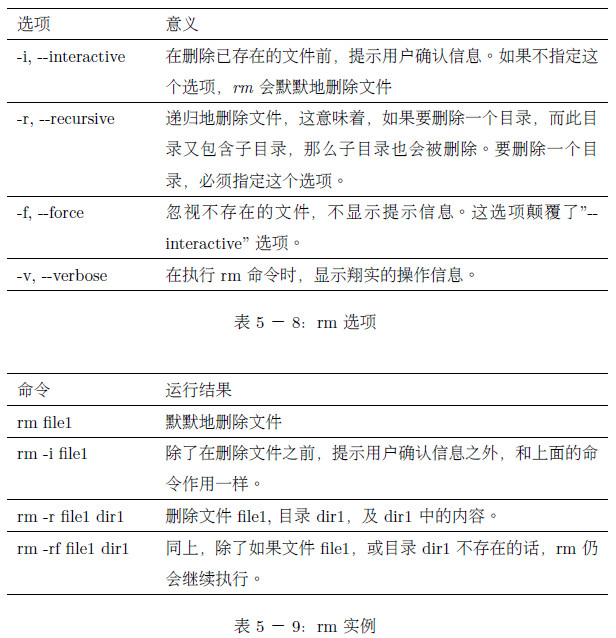 选项 意义
-i, --interactive 在删除已存在的文件前，提示用户确认信息。如果不指定这
个选项，rm 会默默地删除文件
-r, --recursive 递归地删除文件，这意味着，如果要删除一个目录，而此目
录又包含子目录，那么子目录也会被删除。要删除一个目
录，必须指定这个选项。
-f, --force 忽视不存在的文件，不显示提示信息。这选项颠覆了”--
interactive” 选项。
-v, --verbose 在执行 rm 命令时，显示翔实的操作信息。
表 5 － 8：rm 选项
命令 运行结果
rm file1 默默地删除文件
rm -i file1 除了在删除文件之前，提示用户确认信息之外，和上面的命
令作用一样。
rm -r file1 dir1 删除文件 file1, 目录 dir1，及 dir1 中的内容。
rm -rf file1 dir1 同上，除了如果文件 file1，或目录 dir1 不存在的话，rm 仍
会继续执行。
表 5 － 9：rm 实例